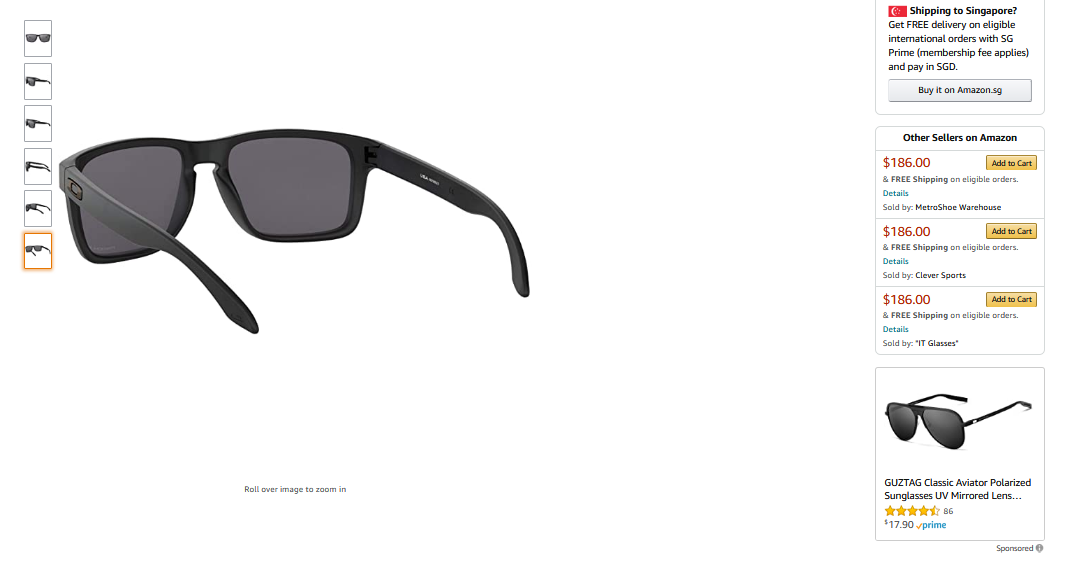 Shipping to Singapore?
Get FREE delivery on eligible
international orders with SG
Prime (membership fee applies)
and pay in SGD.
Buy it on Amazon.sg
Other Sellers on Amazon
$186.00
Add to Cart
& FREE Shipping on eligible orders.
Details
Sold by: MetroShoe Warehouse
$186.00
Add to Cart
& FREE Shipping on eligible orders.
Details
Sold by: Clever Sports
$186.00
Add to Cart
& FREE Shipping on eligible orders.
Details
Sold by: "IT Glasses"
USA
Roll over image to zoom in
GUZTAG Classic Aviator Polarized
Sunglasses UV Mirrored Lens…
86
$17.90 prime
Sponsored